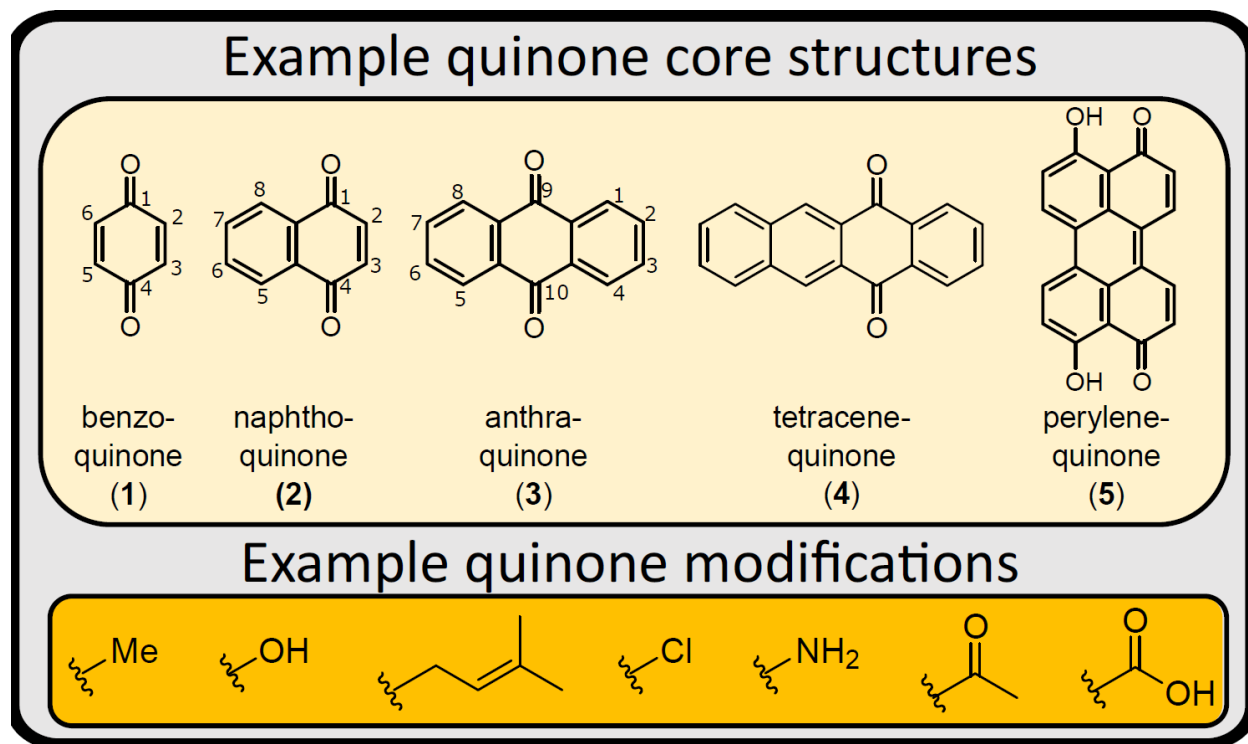 Example quinone core structures
O
1
2
3
4
5
6
O
O
1
2
3
4
5
6
7
8
O
O
9
1
2
3
4
10
5
6
7
8
O
O
O
OH O
OH O
benzo-
quinone
(1)
naphtho-
quinone
(2)
anthra-
quinone
(3)
tetracene-
quinone
(4)
perylene-
quinone
(5)
Example quinone modifications
Me
OH
Cl
NH₂
O
O
OH